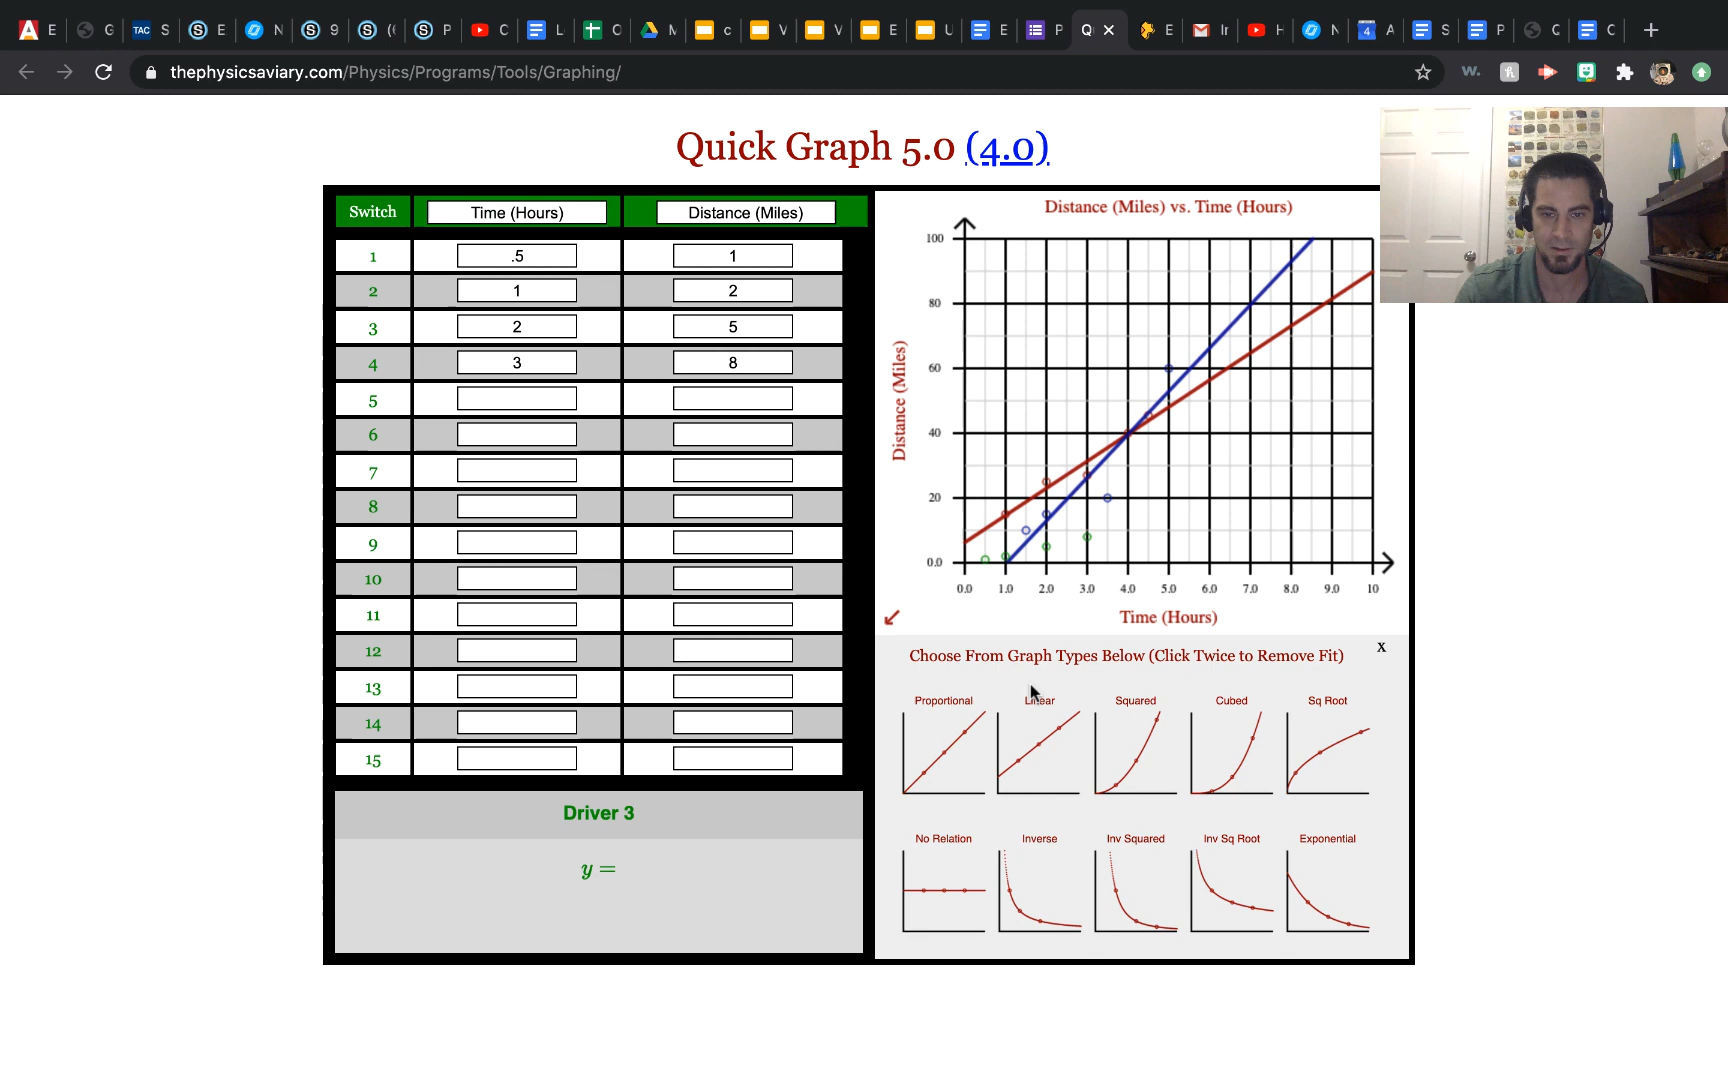 E G TAC S E N 9 ( P C L C M c V V E U E P Q E Ir H N 4 A S P C C
thephysicsaviary.com/Physics/Programs/Tools/Graphing/
Quick Graph 5.0 (4.0)
Switch Time (Hours) Distance (Miles)
1 .5 1
2 1 2
3 2 5
4 3 8
5
6
7
8
9
10
11
12
13
14
15
Driver 3
y =
Distance (Miles) vs. Time (Hours)
Distance (Miles)
100
80
60
40
20
0.0
0.0 1.0 2.0 3.0 4.0 5.0 6.0 7.0 8.0 9.0 10
Time (Hours)
X
Choose From Graph Types Below (Click Twice to Remove Fit)
Proportional Linear Squared Cubed Sq Root
No Relation Inverse Inv Squared Inv Sq Root Exponential